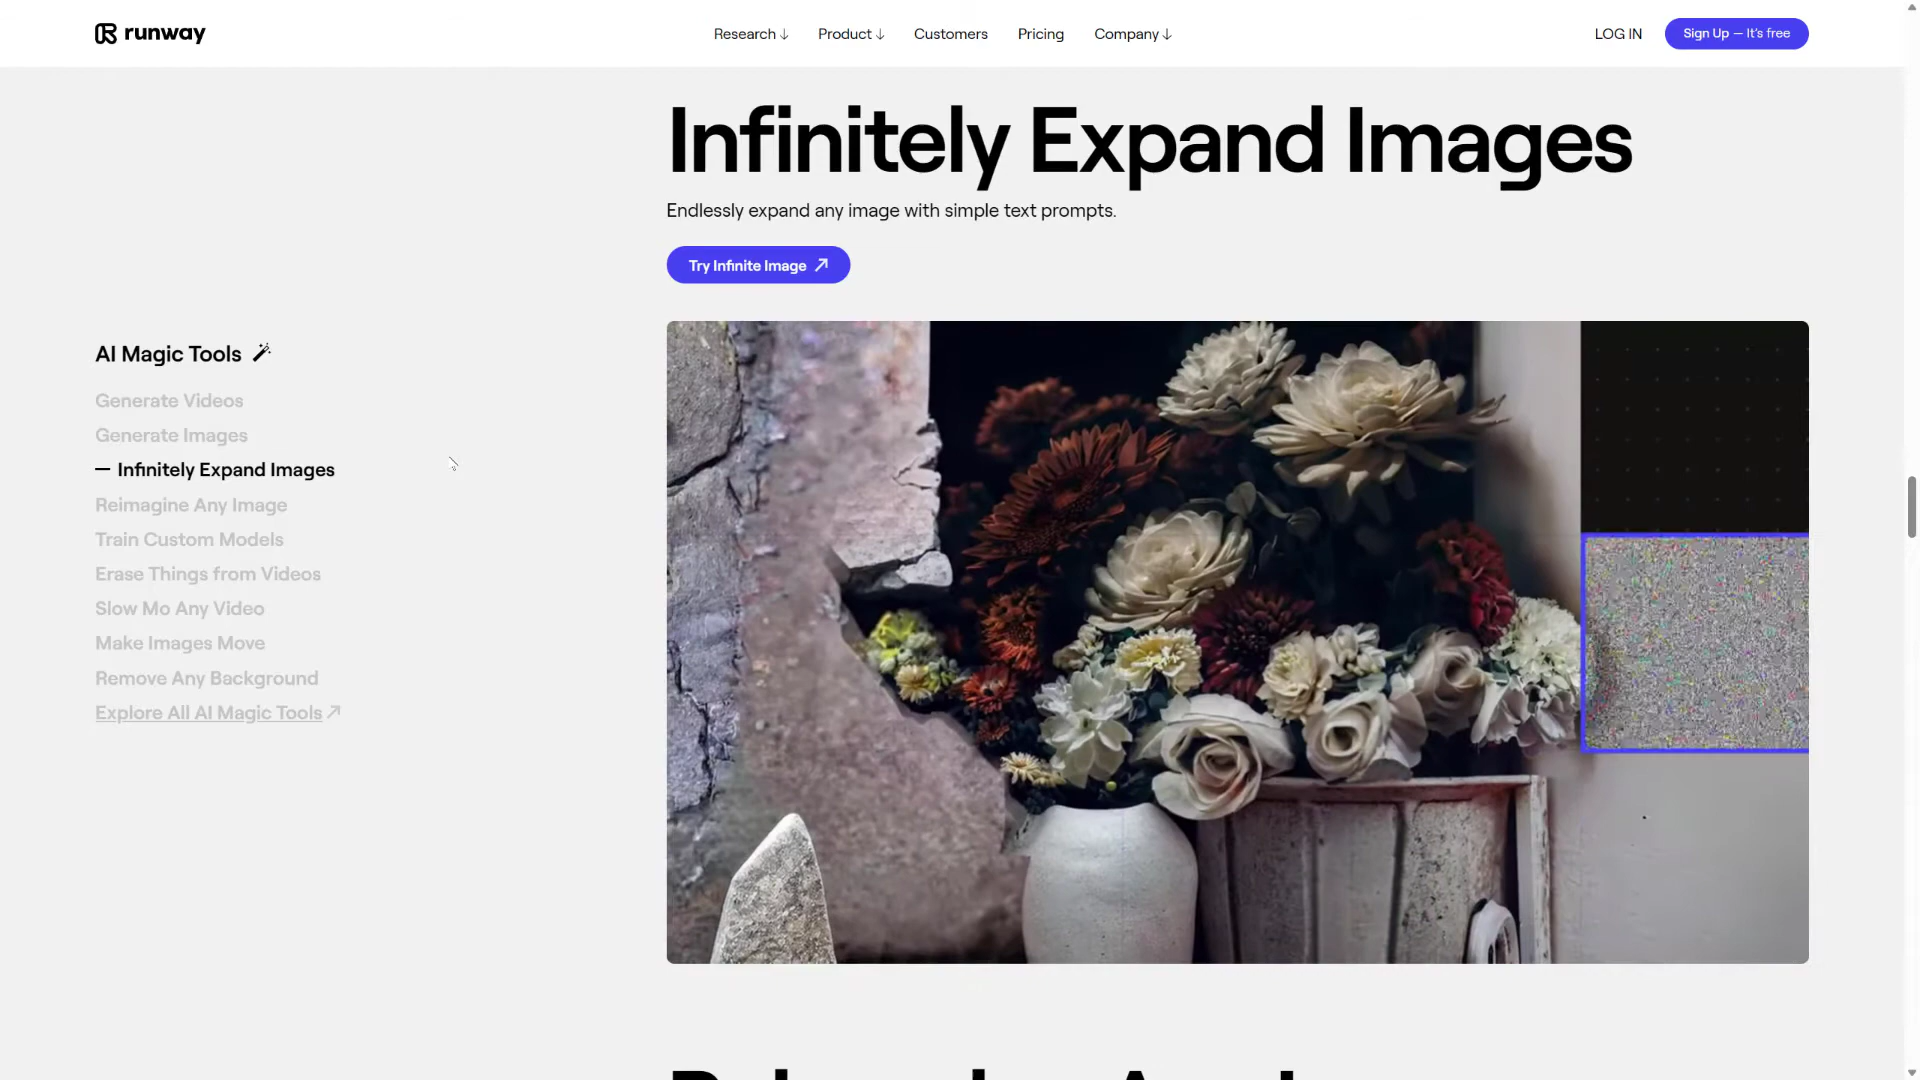 runway
Research ↓
Product ↓
Customers
Pricing
Company ↓
LOG IN
Sign Up — It's free
Infinitely Expand Images
Endlessly expand any image with simple text prompts.
Try Infinite Image ↗
AI Magic Tools
Generate Videos
Generate Images
— Infinitely Expand Images
Reimagine Any Image
Train Custom Models
Erase Things from Videos
Slow Mo Any Video
Make Images Move
Remove Any Background
Explore All AI Magic Tools ↗